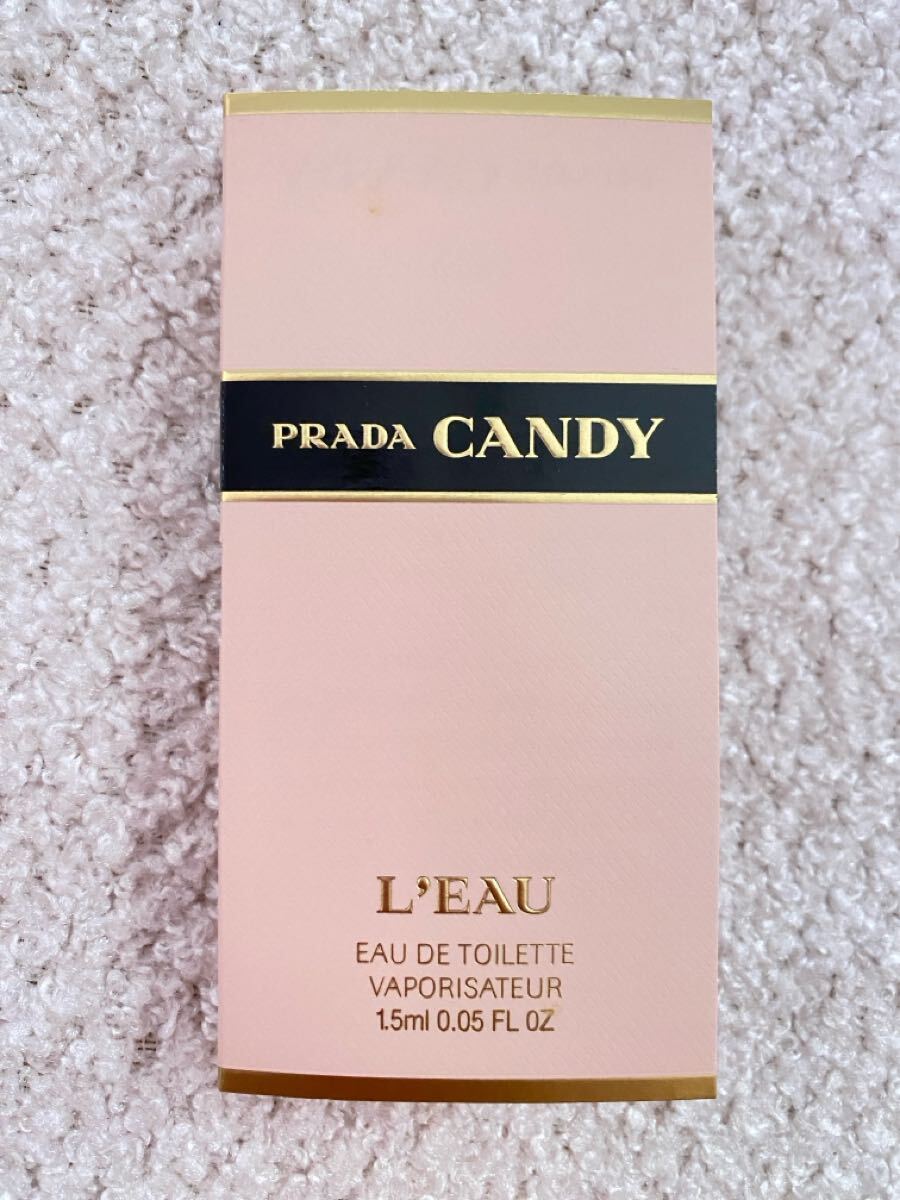 PRADA CANDY
L'EAU
EAU DE TOILETTE
VAPORISATEUR
1.5ml 0.05 FL OZ